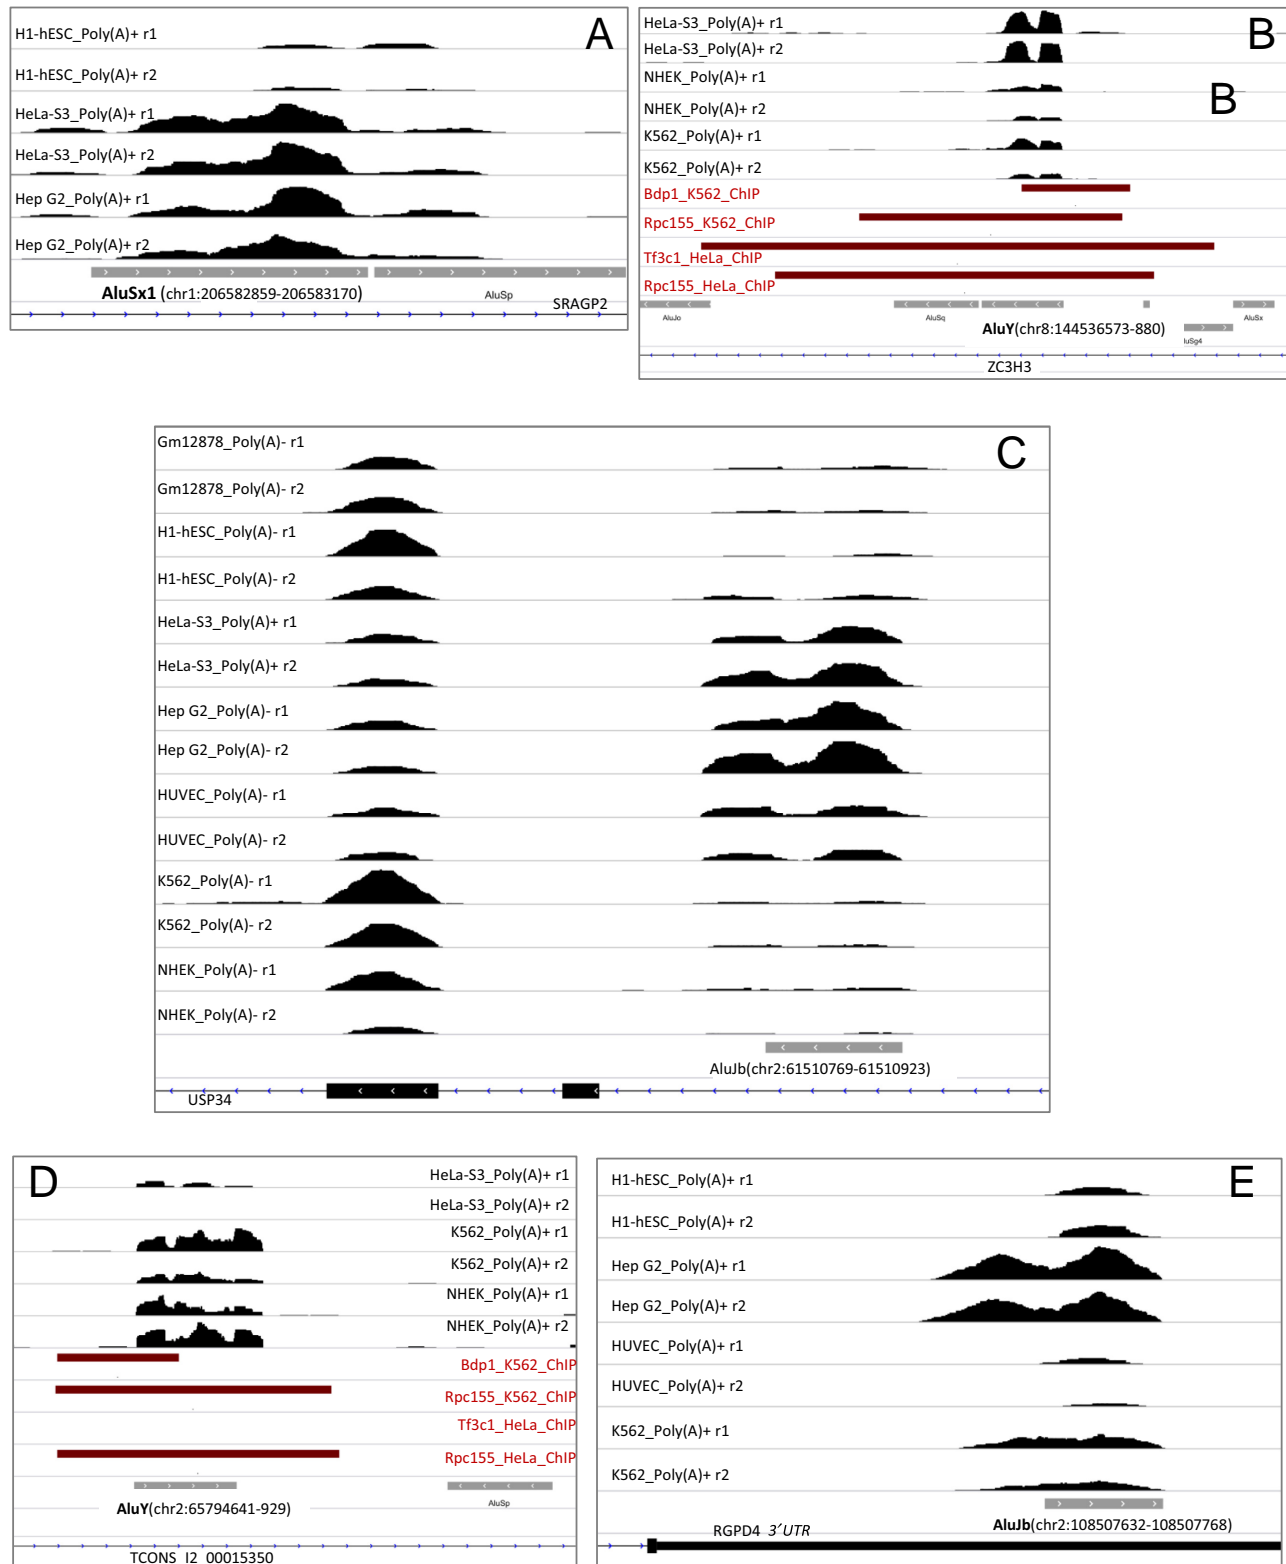 A
H1-hESC_Poly(A)+ r1
H1-hESC_Poly(A)+ r2
HeLa-S3_Poly(A)+ r1
HeLa-S3_Poly(A)+ r2
Hep G2_Poly(A)+ r1
Hep G2_Poly(A)+ r2
AluSx1 (chr1:206582859-206583170)
AluSp
SRAGP2
B
HeLa-S3_Poly(A)+ r1
HeLa-S3_Poly(A)+ r2
NHEK_Poly(A)+ r1
B
NHEK_Poly(A)+ r2
K562_Poly(A)+ r1
K562_Poly(A)+ r2
Bdp1_K562_ChIP
Rpc155_K562_ChIP
Tf3c1_HeLa_ChIP
Rpc155_HeLa_ChIP
AluJo
AluSq
AluSx
AluY(chr8:144536573-880)
luSg4
ZC3H3
C
Gm12878_Poly(A)- r1
Gm12878_Poly(A)- r2
H1-hESC_Poly(A)- r1
H1-hESC_Poly(A)- r2
HeLa-S3_Poly(A)+ r1
HeLa-S3_Poly(A)+ r2
Hep G2_Poly(A)- r1
Hep G2_Poly(A)- r2
HUVEC_Poly(A)- r1
HUVEC_Poly(A)- r2
K562_Poly(A)- r1
K562_Poly(A)- r2
NHEK_Poly(A)- r1
NHEK_Poly(A)- r2
AluJb(chr2:61510769-61510923)
USP34
D
HeLa-S3_Poly(A)+ r1
HeLa-S3_Poly(A)+ r2
K562_Poly(A)+ r1
K562_Poly(A)+ r2
NHEK_Poly(A)+ r1
NHEK_Poly(A)+ r2
Bdp1_K562_ChIP
Rpc155_K562_ChIP
Tf3c1_HeLa_ChIP
Rpc155_HeLa_ChIP
AluSp
AluY(chr2:65794641-929)
TCONS_l2_00015350
E
H1-hESC_Poly(A)+ r1
H1-hESC_Poly(A)+ r2
Hep G2_Poly(A)+ r1
Hep G2_Poly(A)+ r2
HUVEC_Poly(A)+ r1
HUVEC_Poly(A)+ r2
K562_Poly(A)+ r1
K562_Poly(A)+ r2
AluJb(chr2:108507632-108507768)
RGPD4 3´UTR